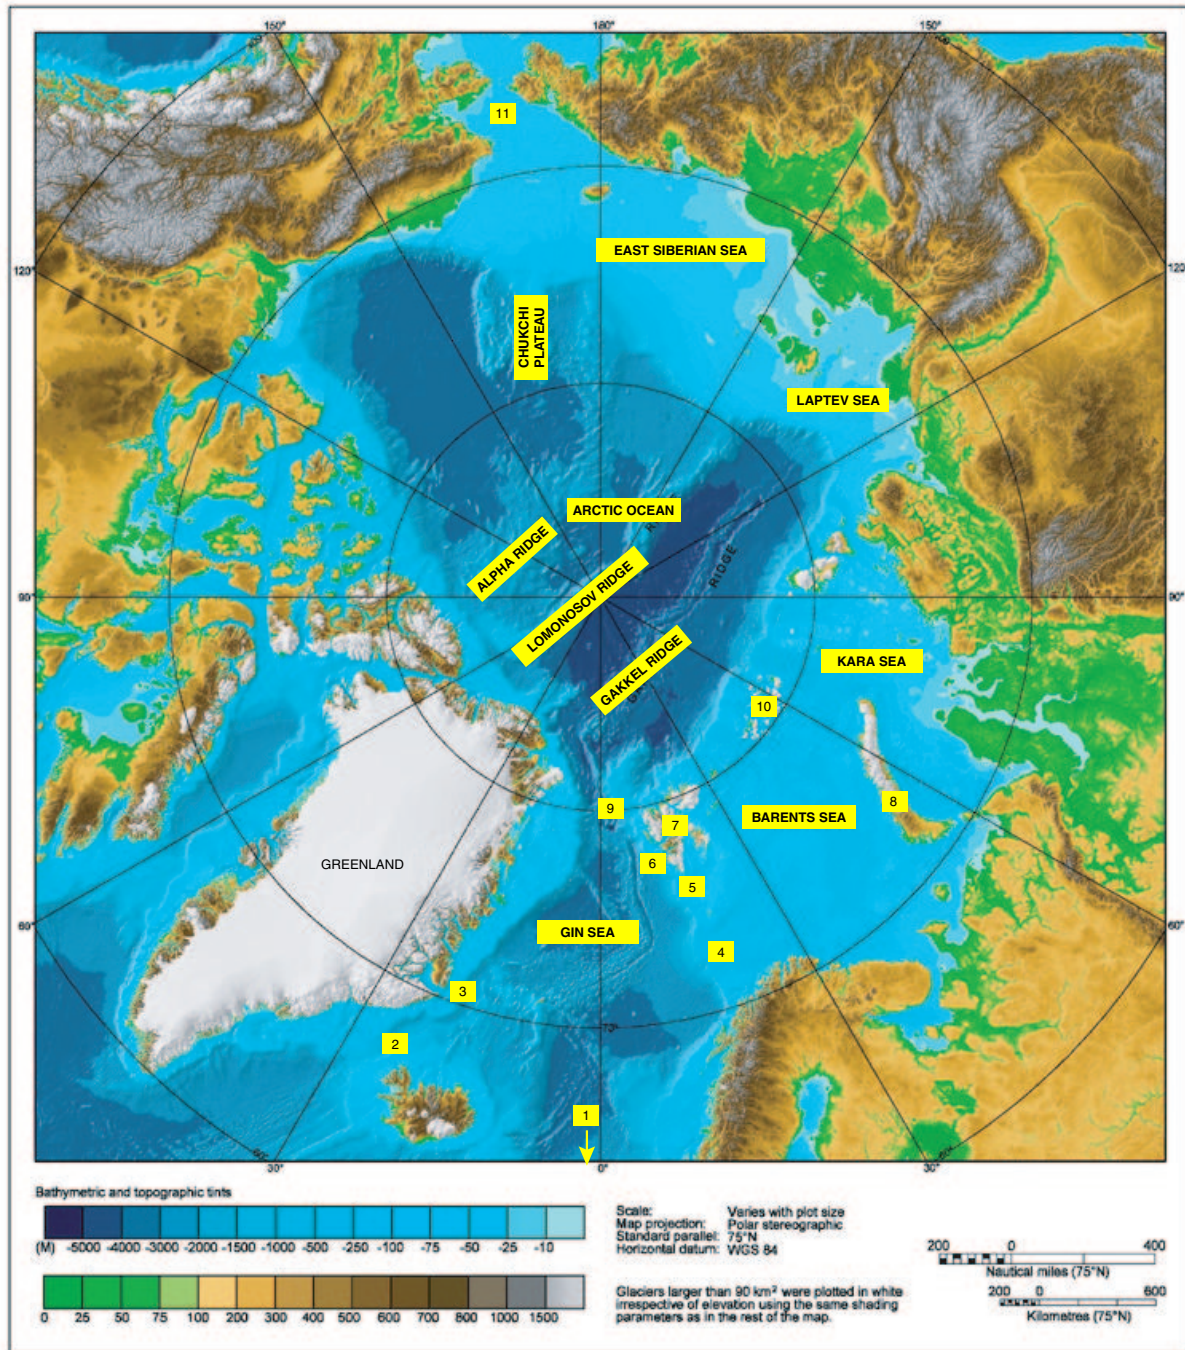 150°
180°
150°
60°
60°
11
120°
120°
EAST SIBERIAN SEA
CHUKCHI
PLATEAU
LAPTEV SEA
ARCTIC OCEAN
ALPHA RIDGE
RIDGE
LOMONOSOV RIDGE
90°
90°
GAKKEL RIDGE
KARA SEA
10
9
8
7
BARENTS SEA
6
GREENLAND
5
60°
60°
GIN SEA
4
3
75°
2
1
60°
60°
30°
0°
30°
Bathymetric and topographic tints
(M) -5000 -4000 -3000 -2000 -1500 -1000 -500 -250 -100 -75 -50 -25 -10
0 25 50 75 100 200 300 400 500 600 700 800 1000 1500
Scale: Varies with plot size
Map projection: Polar stereographic
Standard parallel: 75°N
Horizontal datum: WGS 84
Glaciers larger than 90 km² were plotted in white
irrespective of elevation using the same shading
parameters as in the rest of the map.
200 0 400
Nautical miles (75°N)
200 0 600
Kilometres (75°N)